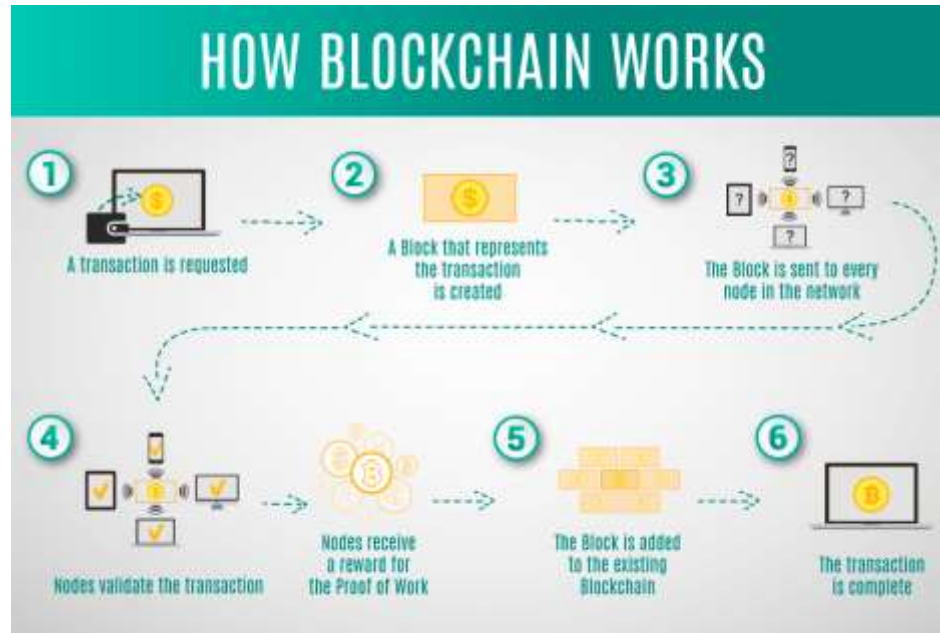 HOW BLOCKCHAIN WORKS
1
A transaction is requested
2
$
A Block that represents
the transaction
is created
3
?
?
?
?
The Block is sent to every
node in the network
4
Nodes validate the transaction
Nodes receive
a reward for
the Proof of Work
5
The Block is added
to the existing
Blockchain
6
The transaction
is complete